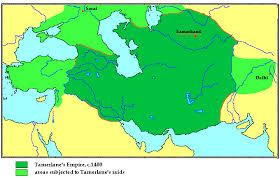 Sarai
Samarkand
Delhi
Tamerlane's Empire, c.1400
areas subjected to Tamerlane's raids